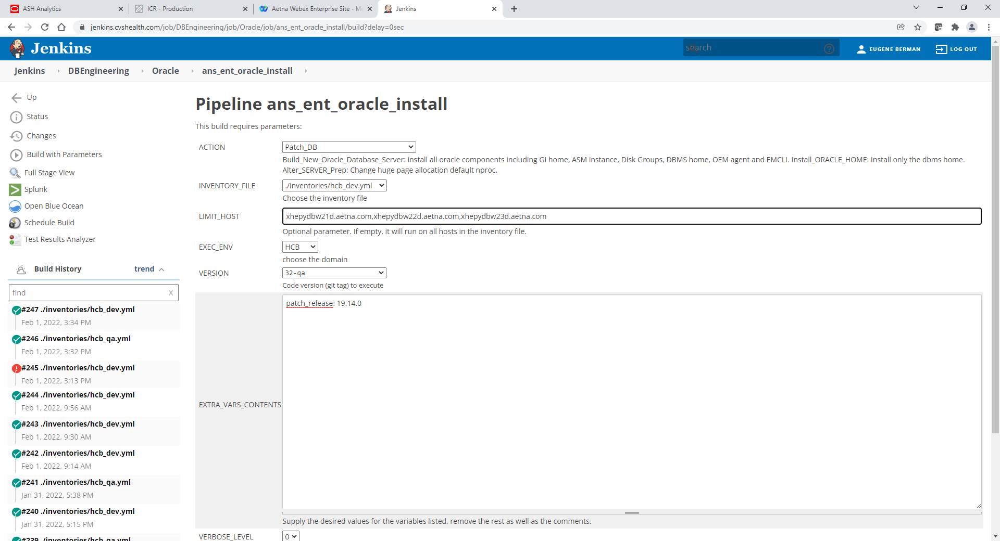 ASH Analytics
ICR - Production
Aetna Webex Enterprise Site - M
Jenkins
jenkins.cvshealth.com/job/DBEngineering/job/Oracle/job/ans_ent_oracle_install/build?delay=0sec
Jenkins
search
EUGENE BERMAN
LOG OUT
Jenkins DBEngineering Oracle ans_ent_oracle_install
Up
Status
Changes
Build with Parameters
Full Stage View
Splunk
Open Blue Ocean
Schedule Build
Test Results Analyzer
Build History trend
find X
#247 ./inventories/hcb_dev.yml
Feb 1, 2022, 3:34 PM
#246 ./inventories/hcb_qa.yml
Feb 1, 2022, 3:32 PM
#245 ./inventories/hcb_dev.yml
Feb 1, 2022, 3:13 PM
#244 ./inventories/hcb_dev.yml
Feb 1, 2022, 9:56 AM
#243 ./inventories/hcb_dev.yml
Feb 1, 2022, 9:30 AM
#242 ./inventories/hcb_dev.yml
Feb 1, 2022, 9:14 AM
#241 ./inventories/hcb_qa.yml
Jan 31, 2022, 5:38 PM
#240 ./inventories/hcb_dev.yml
Jan 31, 2022, 5:15 PM
#239 ./inventories/hcb_qa.yml
Pipeline ans_ent_oracle_install
This build requires parameters:
ACTION Patch_DB
Build_New_Oracle_Database_Server: install all oracle components including GI home, ASM instance, Disk Groups, DBMS home, OEM agent and EMCLI. Install_ORACLE_HOME: Install only the dbms home.
Alter_SERVER_Prep: Change huge page allocation default nproc.
INVENTORY_FILE ./inventories/hcb_dev.yml
Choose the inventory file
LIMIT_HOST xhepydbw21d.aetna.com,xhepydbw22d.aetna.com,xhepydbw23d.aetna.com
Optional parameter. If empty, it will run on all hosts in the inventory file.
EXEC_ENV HCB
choose the domain
VERSION 32-qa
Code version (git tag) to execute
patch_release: 19.14.0
EXTRA_VARS_CONTENTS
Supply the desired values for the variables listed, remove the rest as well as the comments.
VERBOSE_LEVEL 0